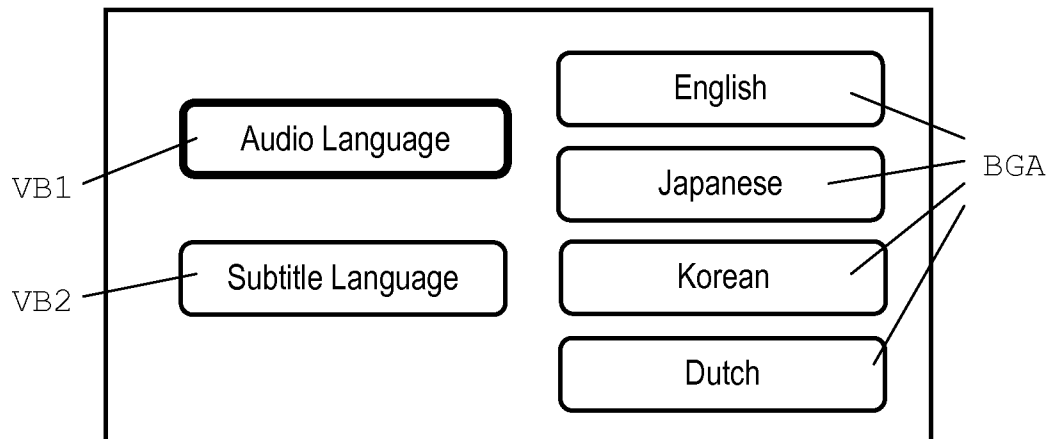 English
Audio Language
BGA
VB1
Japanese
Subtitle Language
Korean
VB2
Dutch